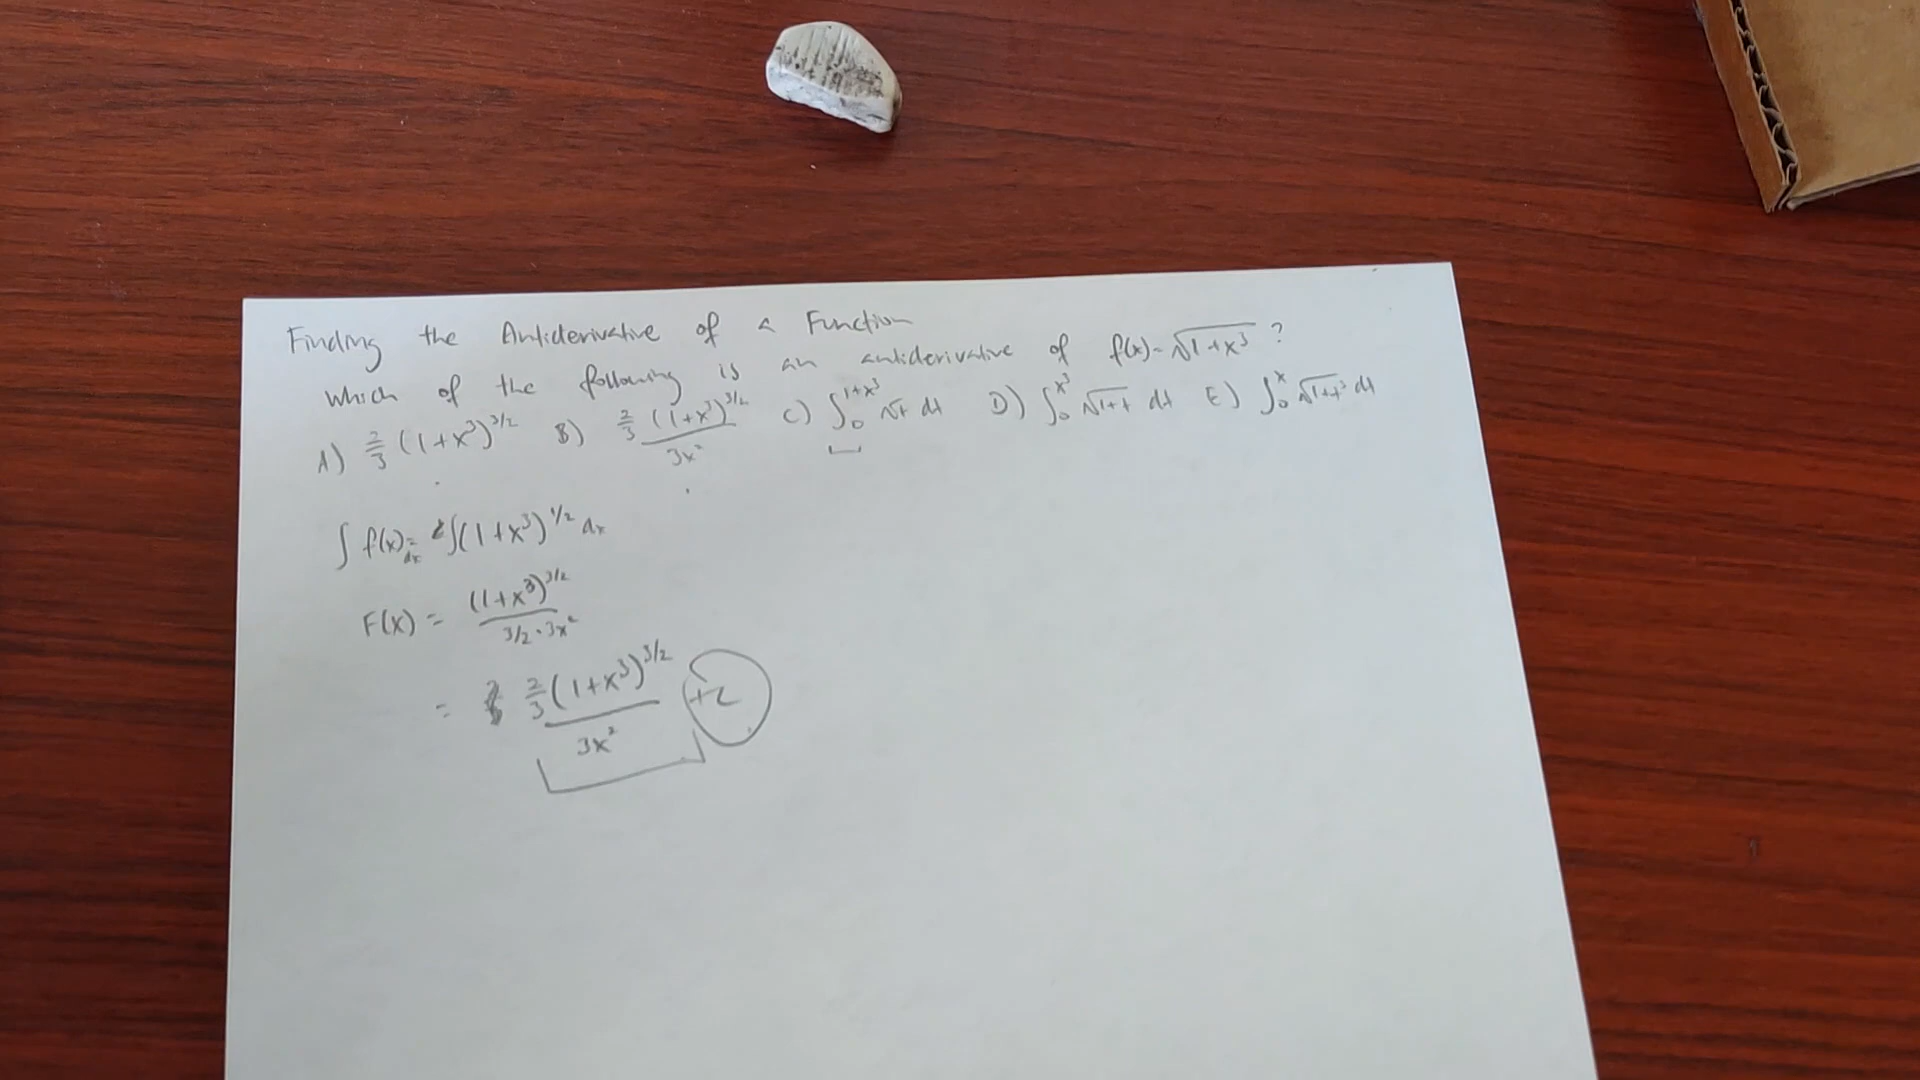 Finding the Antiderivative of a Function
Which of the following is an antiderivative of f(x)=√(1+x³)?
A) 2/3 (1+x³)^3/2 B) 2/3 (1+x³)^3/2 / 3x² C) ∫₀^1+x³ √t dt D) ∫₀^x³ √(1+t) dt E) ∫₀^x √(1+t³) dt
∫ f(x) dx = ∫(1+x³)^1/2 dx
F(x) = (1+x³)^3/2 / 3/2 · 3x²
= 2/3 (1+x³)^3/2 / 3x² +C